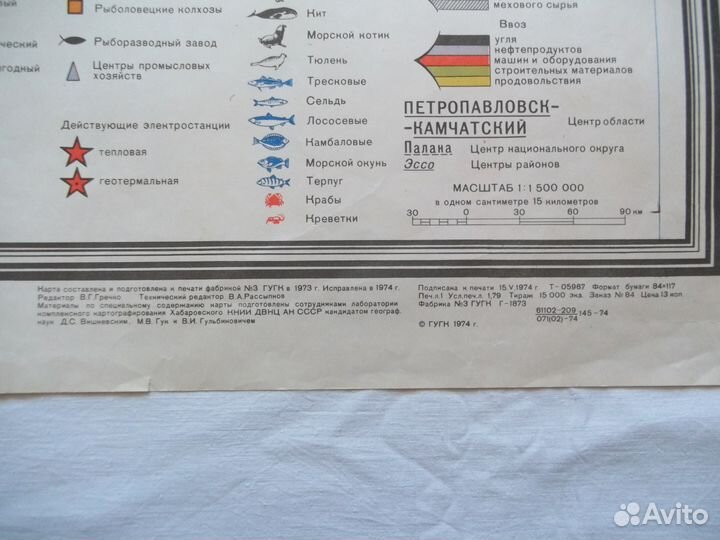 Рыболовецкие колхозы
Рыборазводный завод
Центры промысловых
хозяйств
Действующие электростанции
тепловая
геотермальная
Кит
Морской котик
Тюлень
Тресковые
Сельдь
Лососевые
Камбаловые
Морской окунь
Терпуг
Крабы
Креветки
мехового сырья
Ввоз
угля
нефтепродуктов
машин и оборудования
строительных материалов
продовольствия
ПЕТРОПАВЛОВСК-
-КАМЧАТСКИЙ Центр области
Палана Центр национального округа
Эссо Центры районов
МАСШТАБ 1:1 500 000
в одном сантиметре 15 километров
30 0 30 60 90 км
Карта составлена и подготовлена к печати фабрикой №3 ГУГК в 1973 г. Исправлена в 1974 г.
Редактор В.Г.Гречко Технический редактор В.А.Рассыпнов
Материалы по специальному содержанию карты подготовлены сотрудниками лаборатории
комплексного картографирования Хабаровского КНИИ ДВНЦ АН СССР кандидатом географ.
наук Д.С. Вишневским, М.В. Гук и В.И. Гульбиновичем
Подписана к печати 15.V.1974 г. Т-05987 Формат бумаги 84×117
Печ.л.1 Усл.печ.л. 1,79 Тираж 15 000 экз. Заказ №84 Цена 13 коп.
Фабрика №3 ГУГК Г-1873
61102-209
071(02)-74 145-74
© ГУГК 1974 г.
Avito